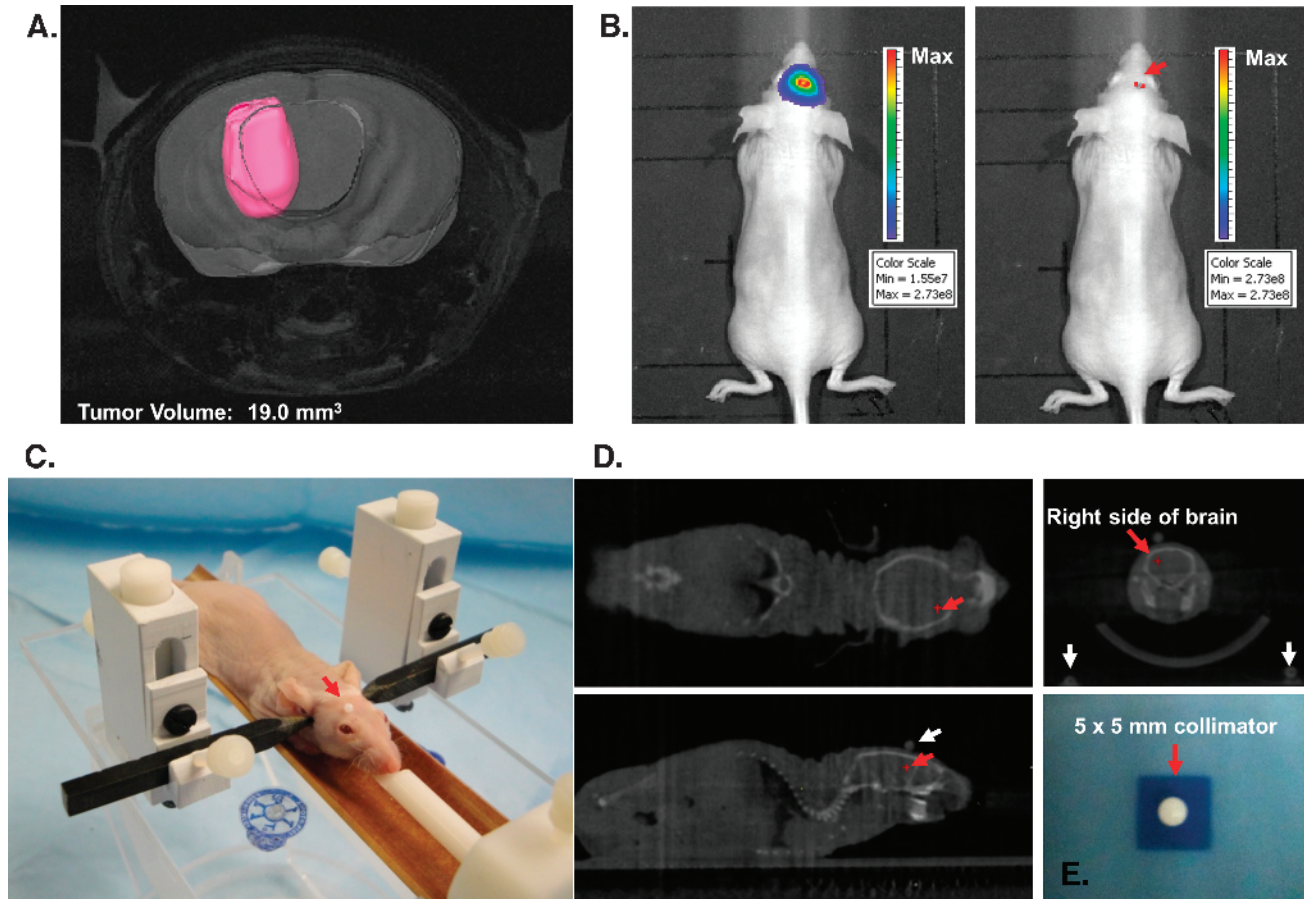 A.
Tumor Volume: 19.0 mm³
B.
Max
Color Scale
Min = 1.55e7
Max = 2.73e8
Max
Color Scale
Min = 2.73e8
Max = 2.73e8
C.
D.
Right side of brain
5 x 5 mm collimator
E.